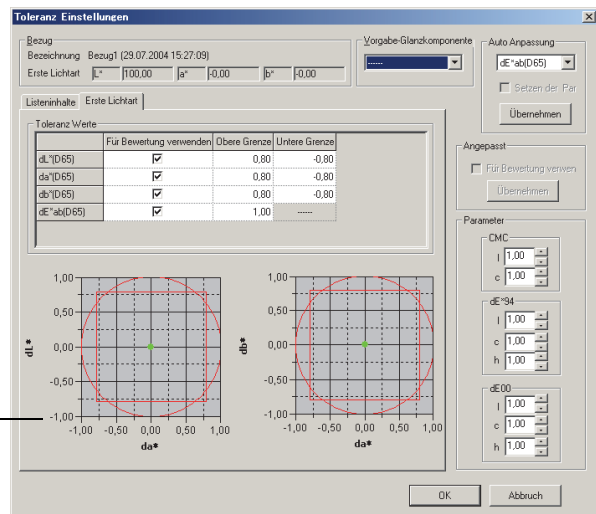 Toleranz Einstellungen
Bezug
Bezeichnung Bezug1 (29.07.2004 15:27:09)
Erste Lichtart L* 100,00 a* -0,00 b* -0,00
Vorgabe-Glanzkomponente
-----
Auto Anpassung
dE*ab(D65)
Setzen der Par
Übernehmen
Listeninhalte Erste Lichtart
Toleranz Werte
Für Bewertung verwenden Obere Grenze Untere Grenze
dL*(D65) 0,80 -0,80
da*(D65) 0,80 -0,80
db*(D65) 0,80 -0,80
dE*ab(D65) 1,00 -----
Angepasst
Für Bewertung verwen
Übernehmen
Parameter
CMC
l 1,00
c 1,00
dE*94
l 1,00
c 1,00
h 1,00
dE00
l 1,00
c 1,00
h 1,00
dL*
1,00
0,50
0,00
-0,50
-1,00
-1,00 -0,50 0,00 0,50 1,00
da*
db*
1,00
0,50
0,00
-0,50
-1,00
-1,00 -0,50 0,00 0,50 1,00
da*
OK Abbruch